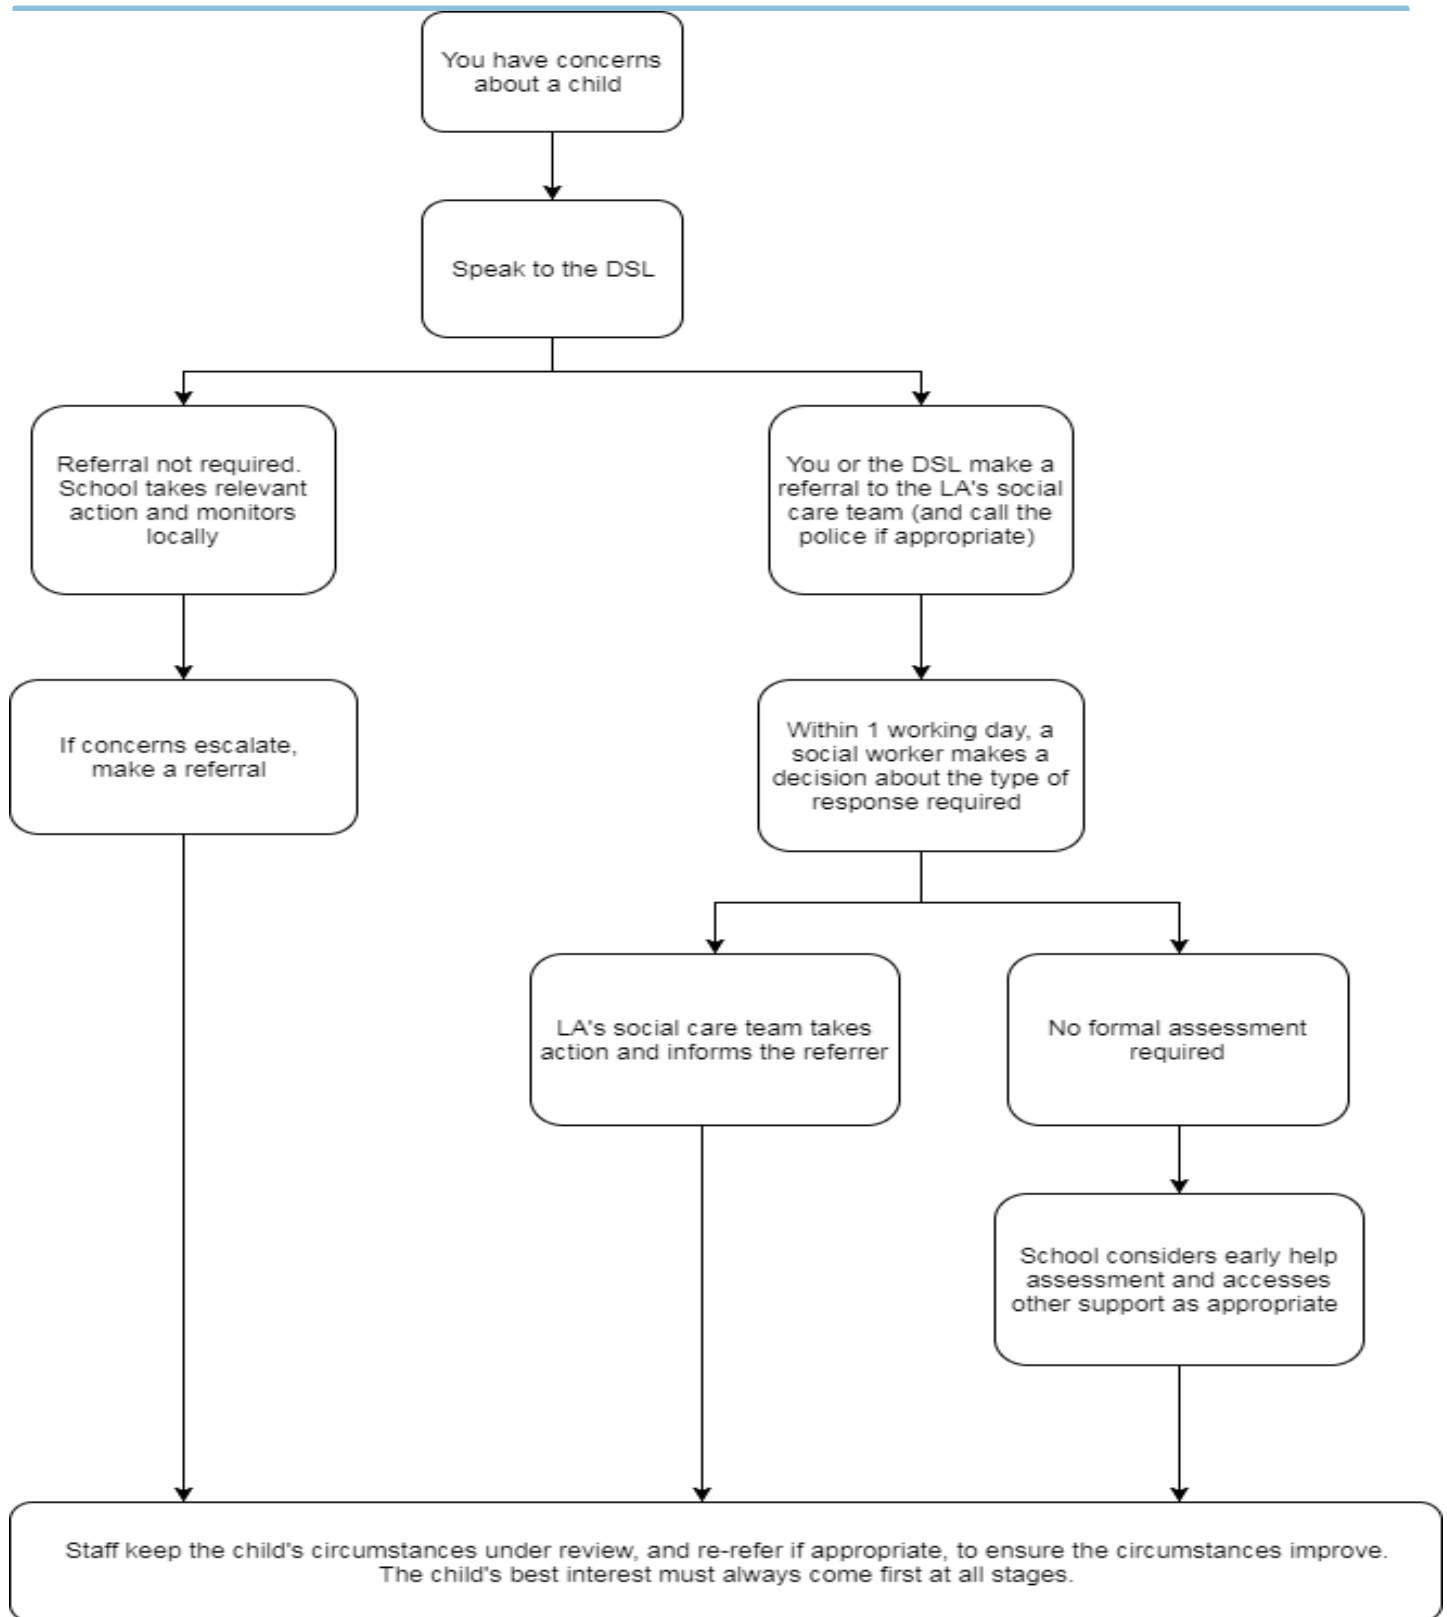 You have concerns
about a child
Speak to the DSL
Referral not required.
School takes relevant
action and monitors
locally
You or the DSL make a
referral to the LA's social
care team (and call the
police if appropriate)
If concerns escalate,
make a referral
Within 1 working day, a
social worker makes a
decision about the type of
response required
LA's social care team takes
action and informs the referrer
No formal assessment
required
School considers early help
assessment and accesses
other support as appropriate
Staff keep the child's circumstances under review, and re-refer if appropriate, to ensure the circumstances improve.
The child's best interest must always come first at all stages.